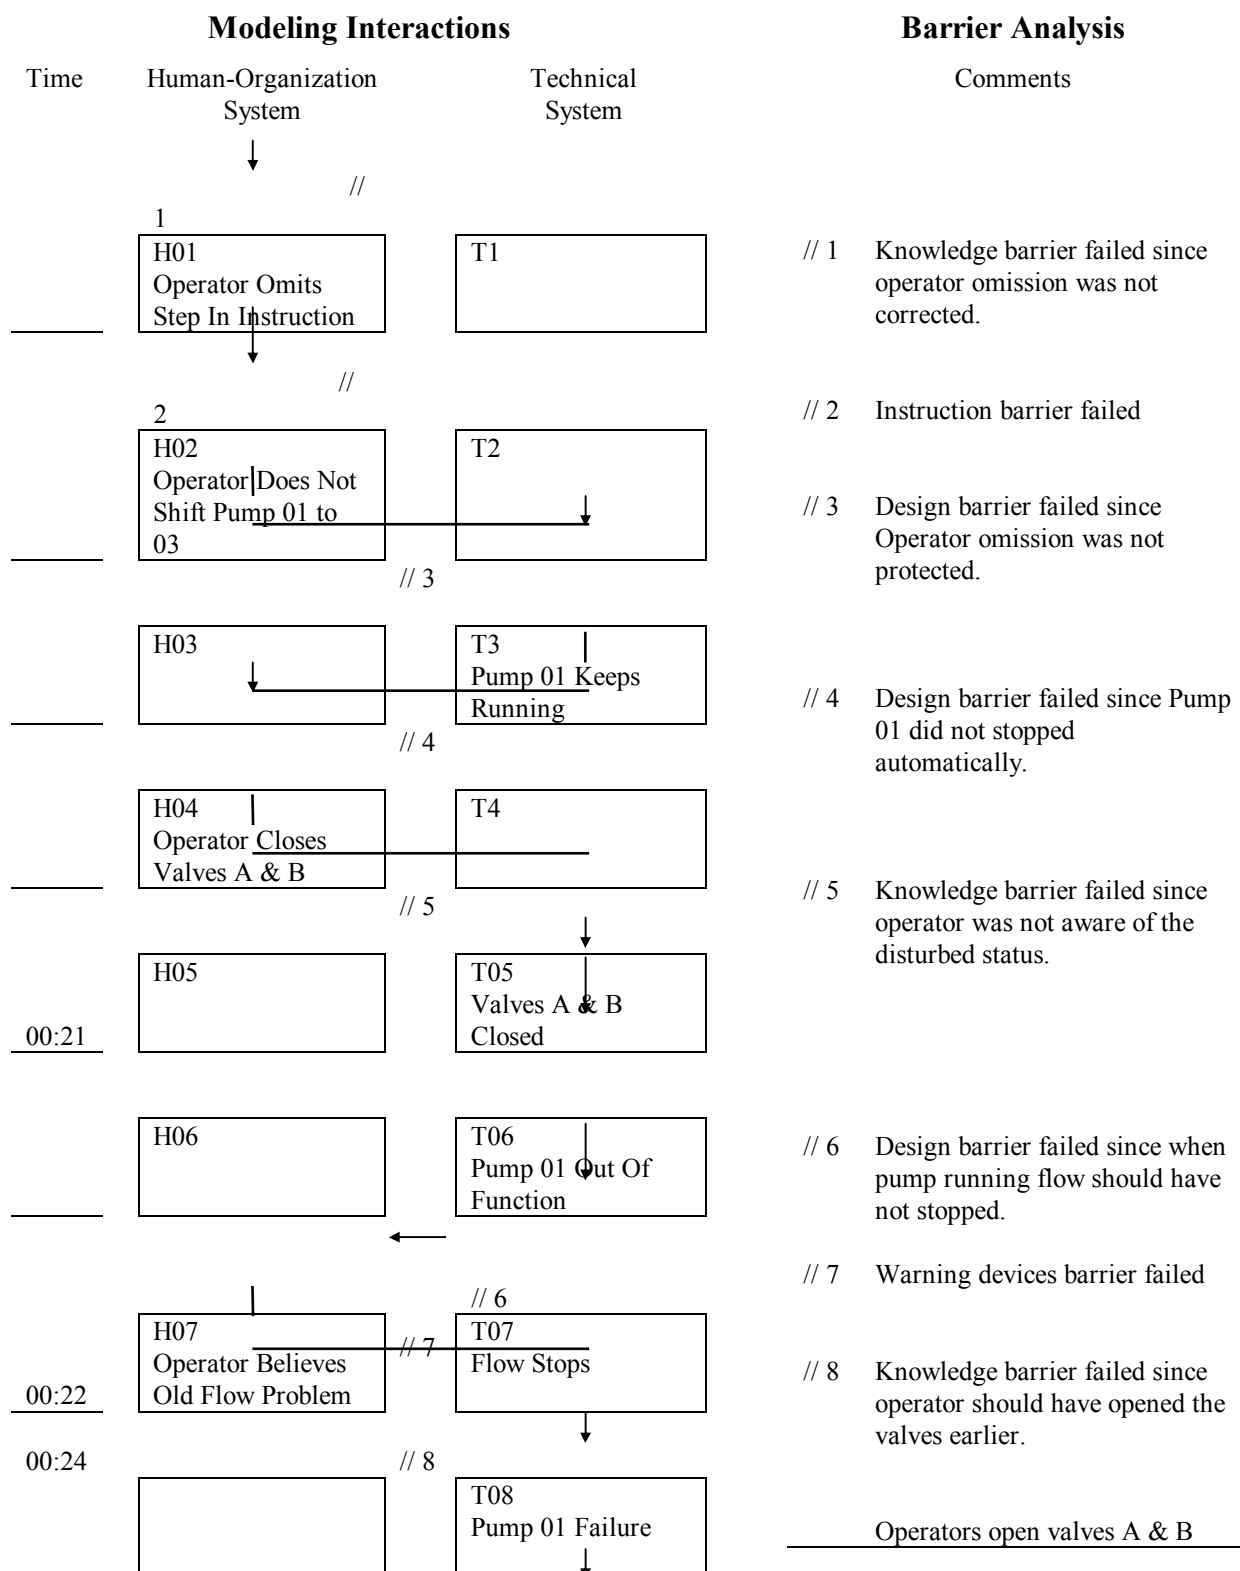 Modeling Interactions
Barrier Analysis
Time
Human-Organization
System
Technical
System
Comments
//
1
H01
Operator Omits
Step In Instruction
T1
// 1 Knowledge barrier failed since
operator omission was not
corrected.
//
2
// 2 Instruction barrier failed
H02
Operator Does Not
Shift Pump 01 to
03
T2
// 3 Design barrier failed since
Operator omission was not
protected.
// 3
H03
T3
Pump 01 Keeps
Running
// 4 Design barrier failed since Pump
01 did not stopped
automatically.
// 4
H04
Operator Closes
Valves A & B
T4
// 5 Knowledge barrier failed since
operator was not aware of the
disturbed status.
// 5
H05
T05
Valves A & B
Closed
00:21
H06
T06
Pump 01 Out Of
Function
// 6 Design barrier failed since when
pump running flow should have
not stopped.
// 7 Warning devices barrier failed
// 6
H07
Operator Believes
Old Flow Problem
// 7
T07
Flow Stops
00:22
// 8 Knowledge barrier failed since
operator should have opened the
valves earlier.
00:24
// 8
T08
Pump 01 Failure
Operators open valves A & B